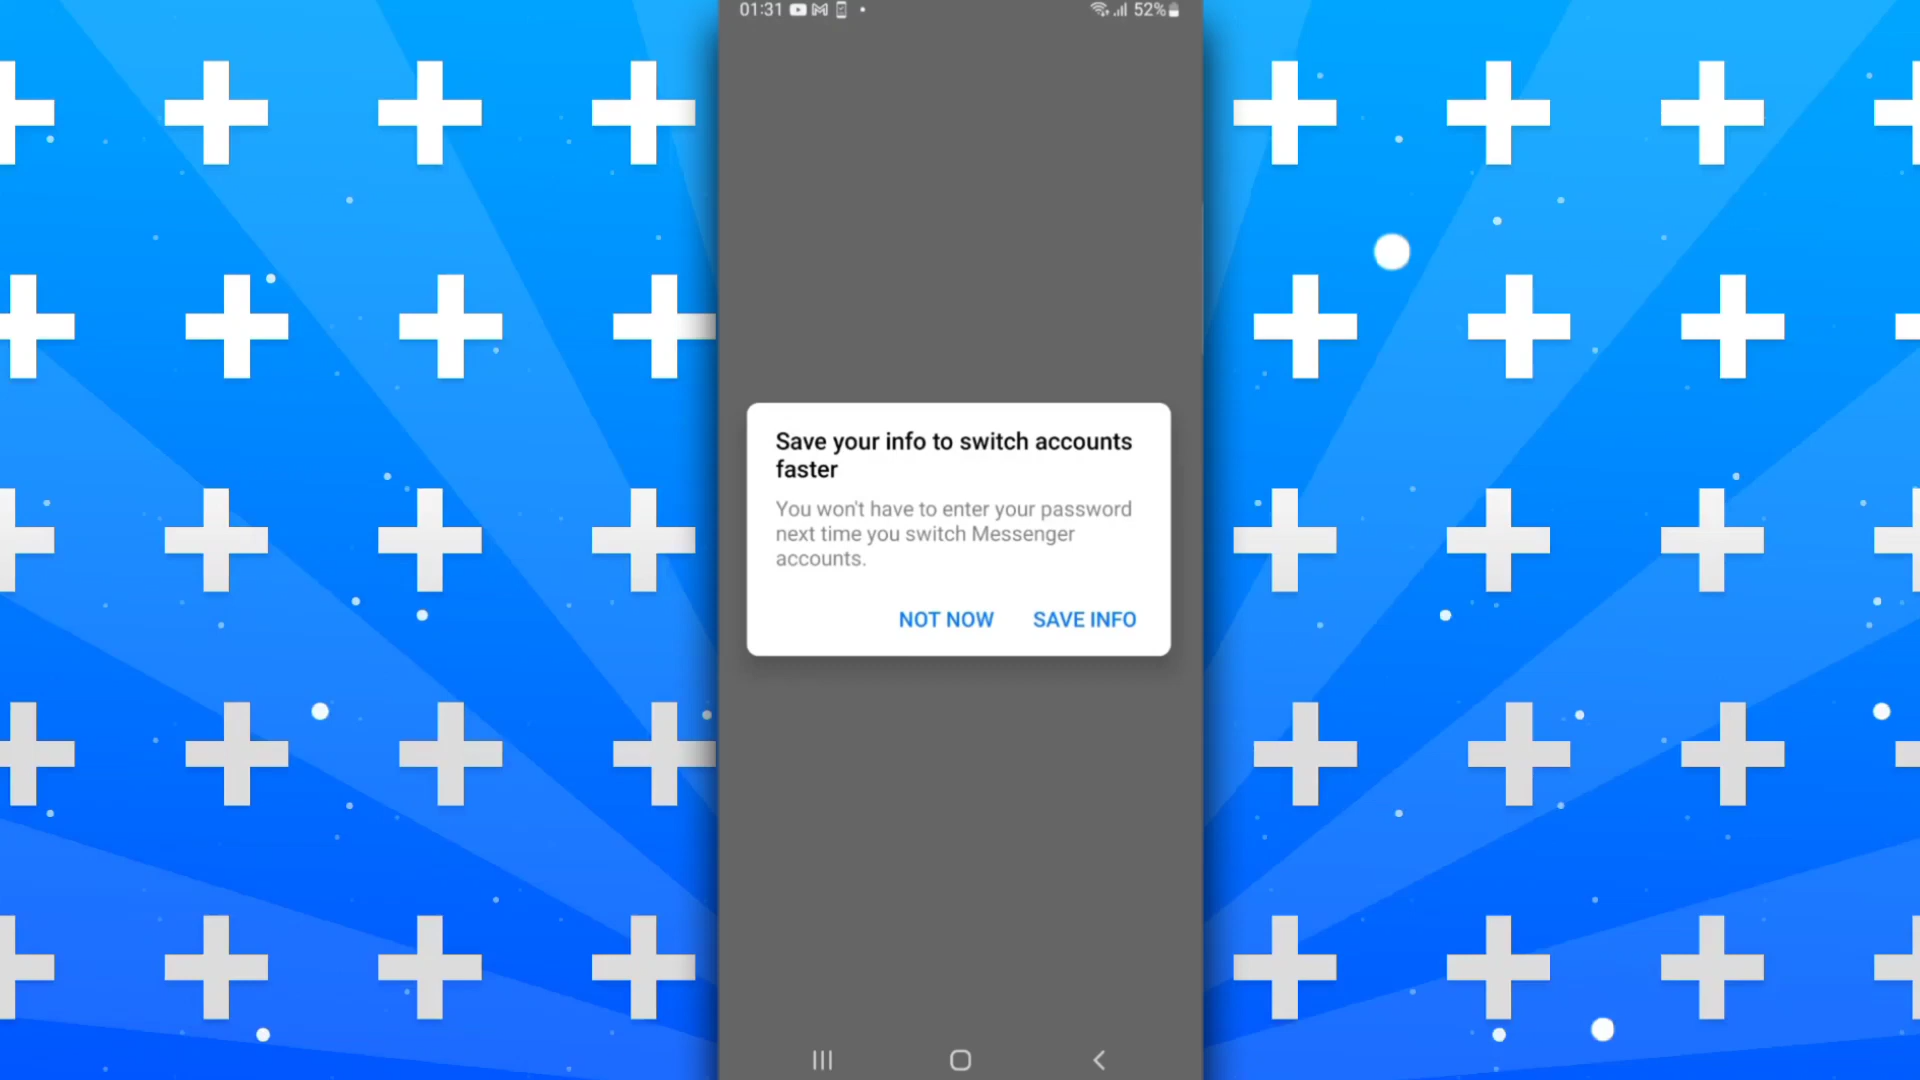 01:31 52%
Save your info to switch accounts
faster
You won't have to enter your password
next time you switch Messenger
accounts.
NOT NOW SAVE INFO